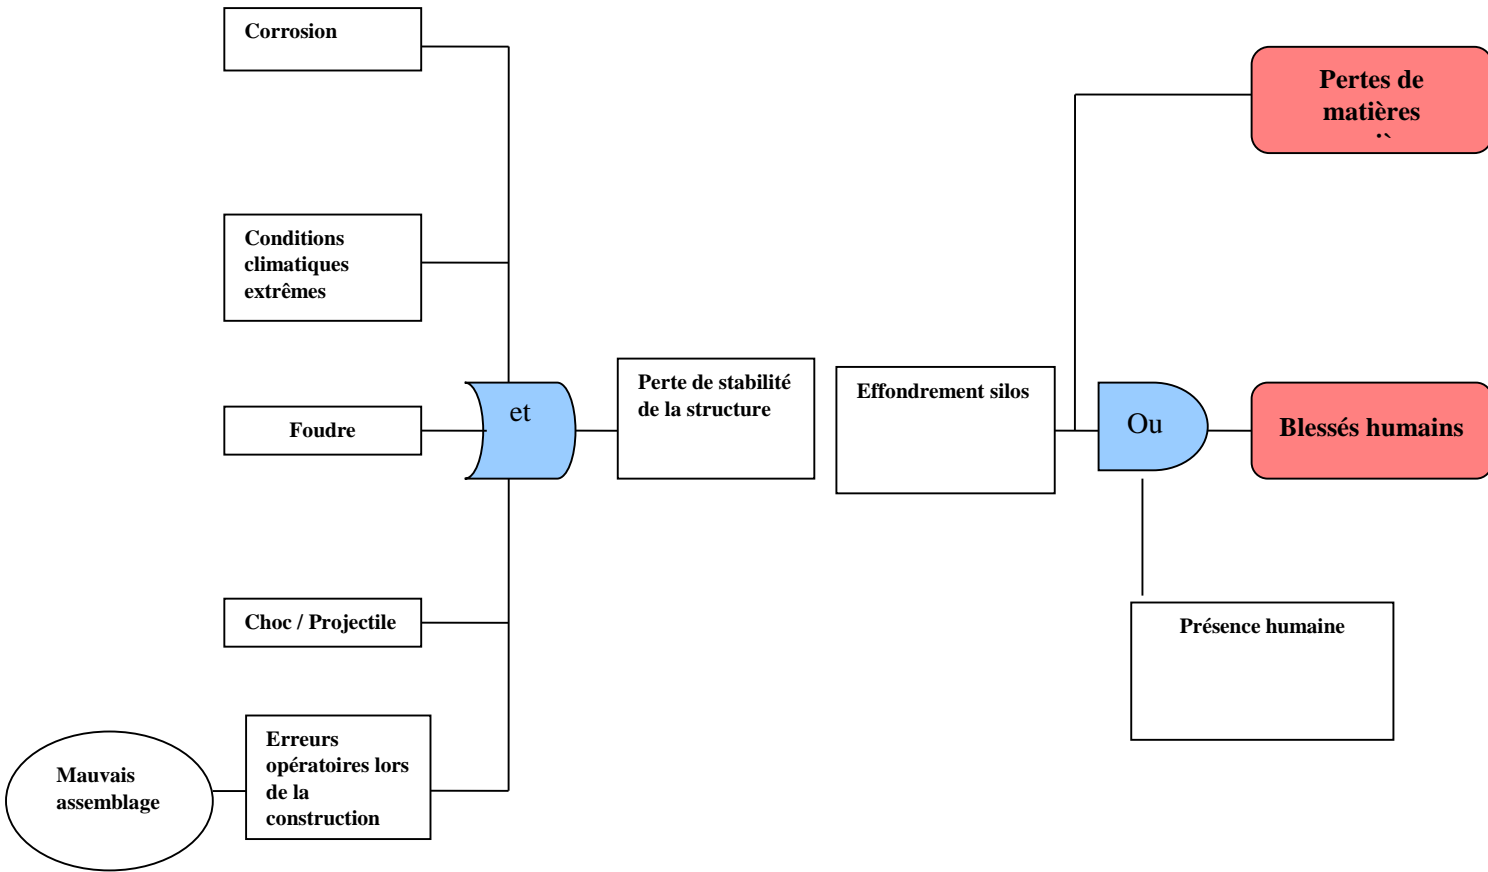 Corrosion
Pertes de
matières
Conditions
climatiques
extrêmes
Perte de stabilité
de la structure
Effondrement silos
Foudre
et
Ou
Blessés humains
Choc / Projectile
Présence humaine
Erreurs
opératoires lors
de la
construction
Mauvais
assemblage